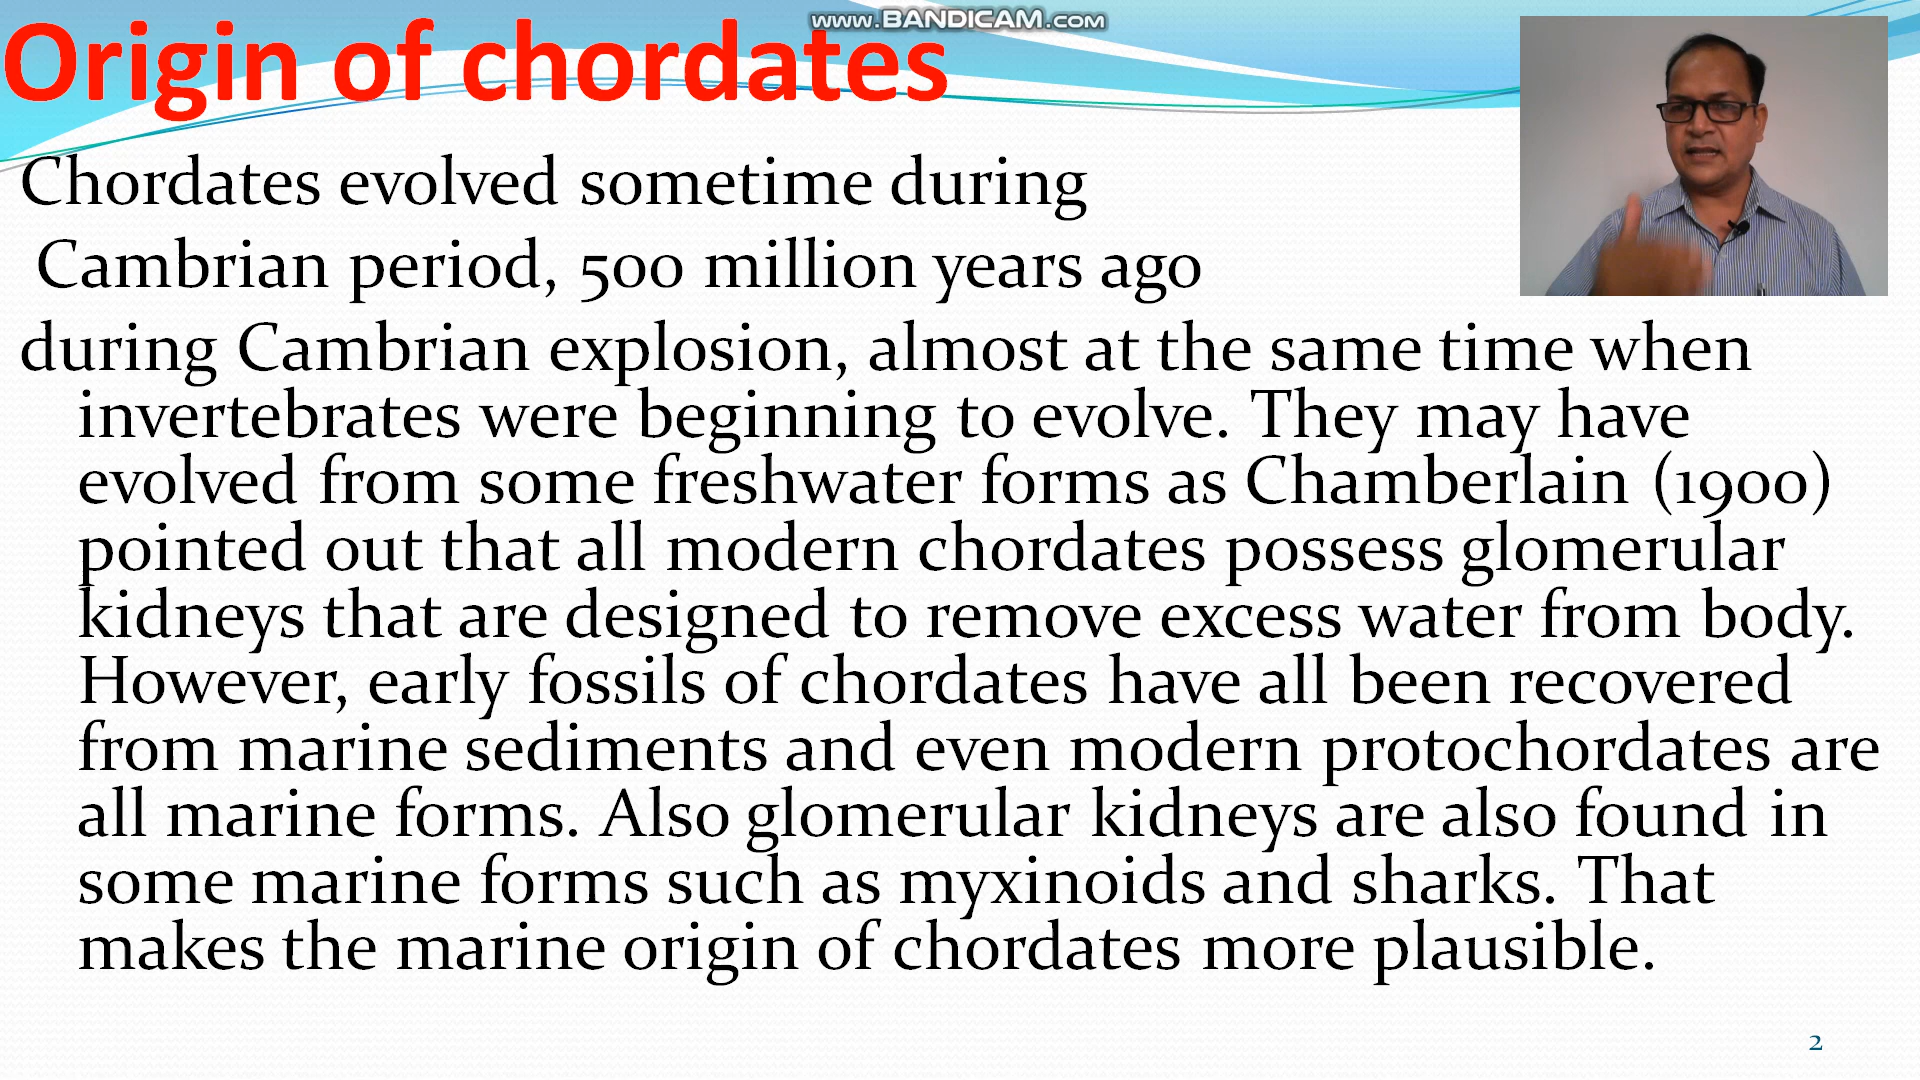 www.BANDICAM.com
Origin of chordates
Chordates evolved sometime during
Cambrian period, 500 million years ago
during Cambrian explosion, almost at the same time when
invertebrates were beginning to evolve. They may have
evolved from some freshwater forms as Chamberlain (1900)
pointed out that all modern chordates possess glomerular
kidneys that are designed to remove excess water from body.
However, early fossils of chordates have all been recovered
from marine sediments and even modern protochordates are
all marine forms. Also glomerular kidneys are also found in
some marine forms such as myxinoids and sharks. That
makes the marine origin of chordates more plausible.
2